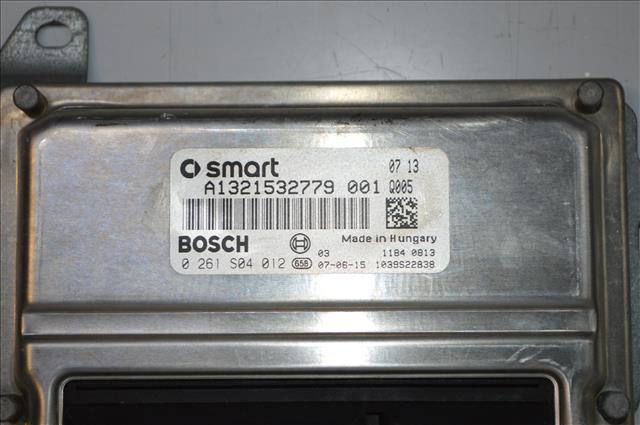 smart 07 13
A1321532779 001 Q005
BOSCH Made in Hungary
03 1184 0813
0 261 S04 012 658 07-06-15 1039S22838